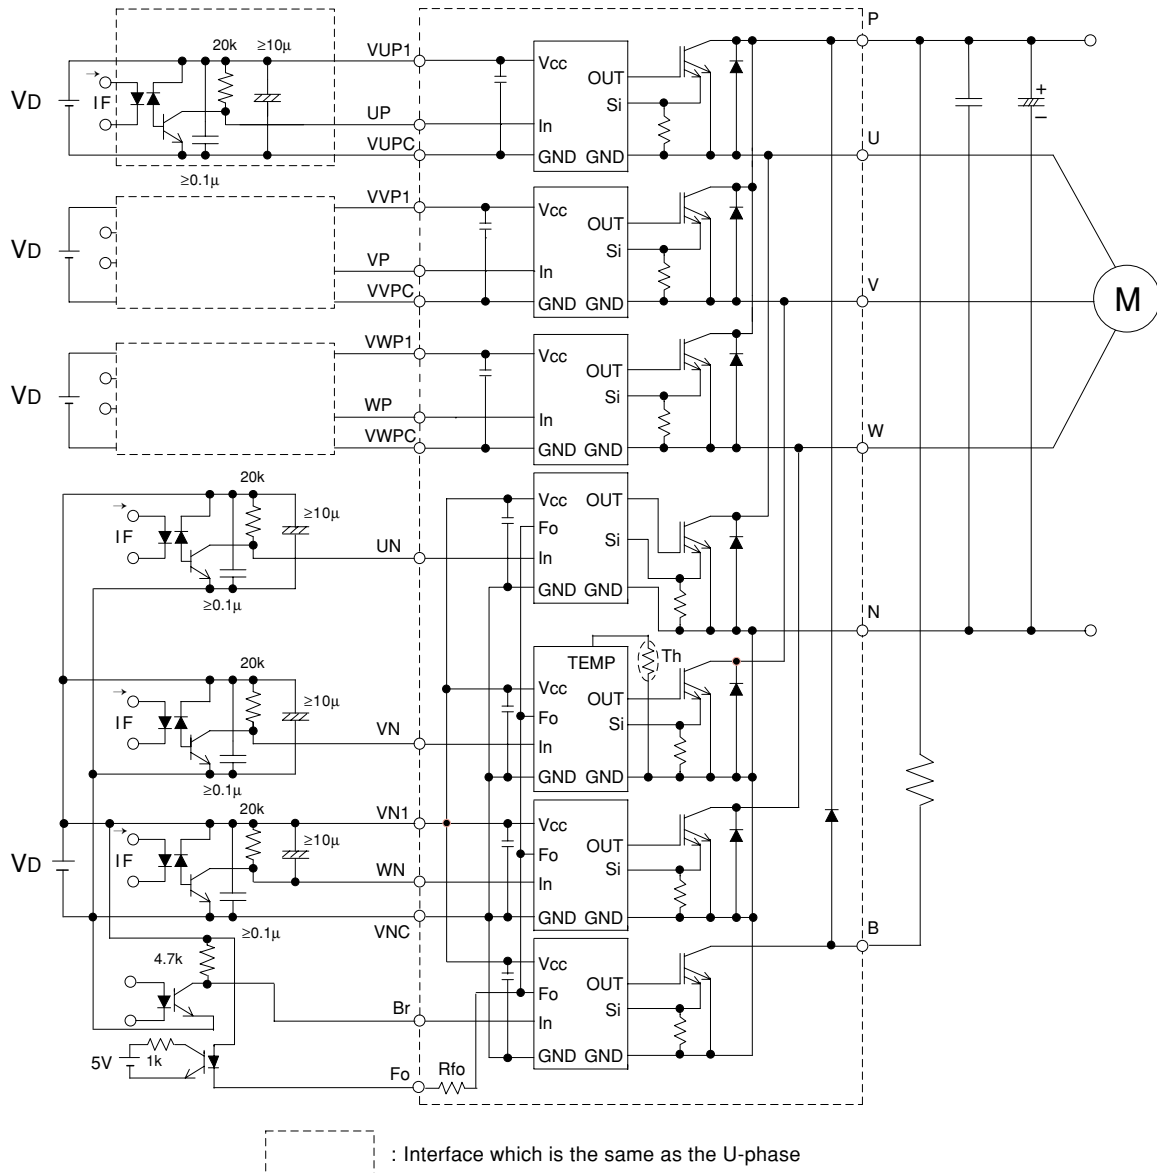 P
20k
≥10µ
VUP1
Vcc
OUT
Si
+
–
VD
IF
UP
In
U
VUPC
GND GND
≥0.1µ
VVP1
Vcc
OUT
Si
VD
VP
In
VVPC
GND GND
V
M
VWP1
Vcc
OUT
Si
VD
WP
In
VWPC
GND GND
W
20k
≥10µ
IF
Vcc
OUT
Fo
Si
UN
In
GND GND
≥0.1µ
N
20k
≥10µ
IF
TEMP
Th
Vcc
OUT
Fo
Si
VN
In
GND GND
≥0.1µ
20k
≥10µ
VN1
Vcc
OUT
VD
IF
Fo
Si
WN
In
VNC
GND GND
≥0.1µ
B
4.7k
Vcc
OUT
Fo
Si
Br
In
GND GND
5V
1k
Fo
Rfo
: Interface which is the same as the U-phase